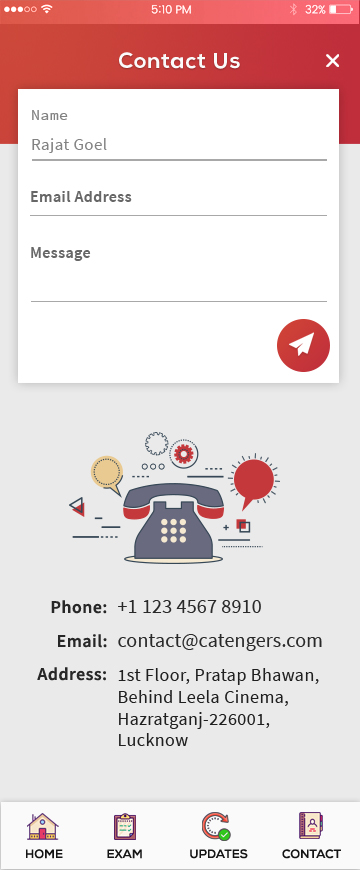 5:10 PM 32%
Contact Us
Name
Rajat Goel
Email Address
Message
Phone: +1 123 4567 8910
Email: contact@catengers.com
Address: 1st Floor, Pratap Bhawan,
Behind Leela Cinema,
Hazratganj-226001,
Lucknow
HOME EXAM UPDATES CONTACT